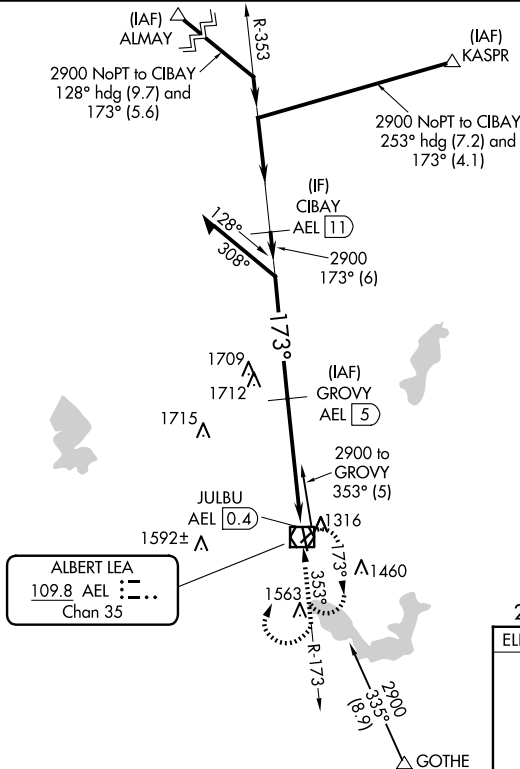 (IAF)
ALMAY
R-353
(IAF)
KASPR
2900 NoPT to CIBAY
128° hdg (9.7) and
173° (5.6)
2900 NoPT to CIBAY
253° hdg (7.2) and
173° (4.1)
(IF)
CIBAY
AEL 11
128°
308°
2900
173° (6)
173°
1709
1712
(IAF)
GROVY
AEL 5
1715
2900 to
GROVY
353° (5)
JULBU
AEL 0.4
1316
1592±
173°
1460
ALBERT LEA
109.8 AEL
Chan 35
353°
1563
R-173
2900
335°
(8.9)
GOTHE
2
ELE